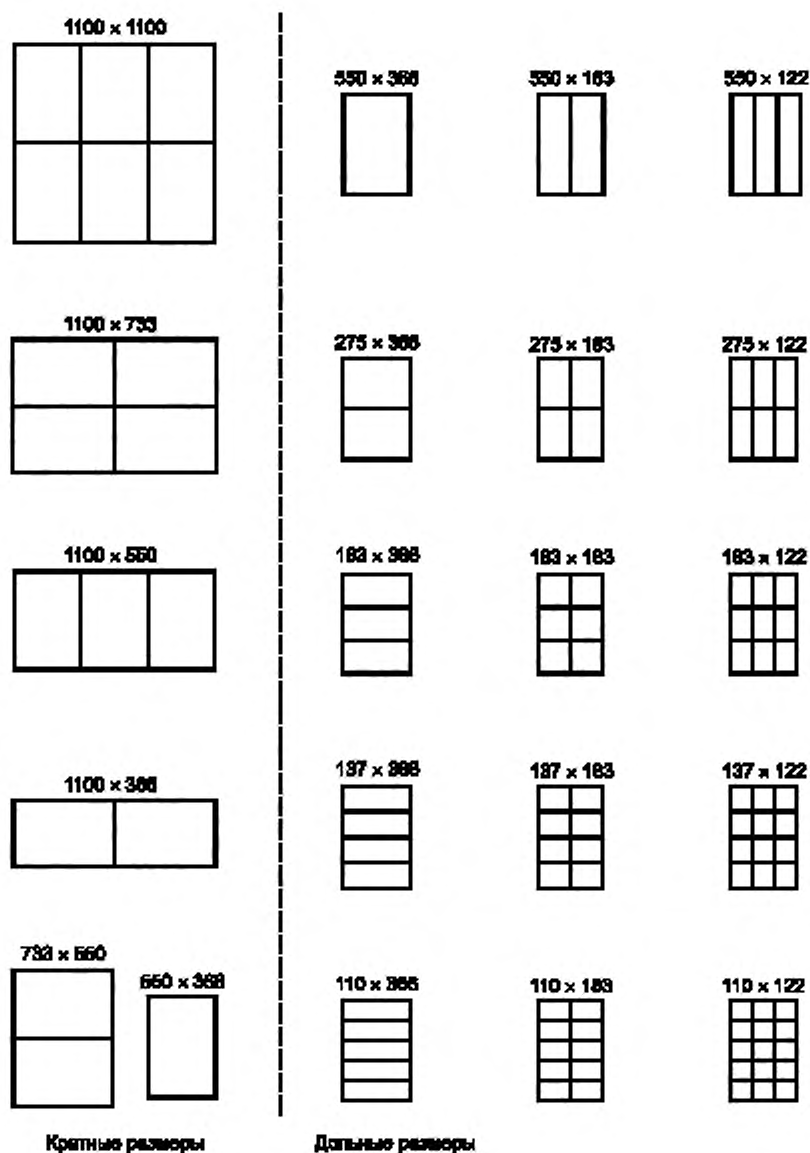 1100 × 1100
550 × 366 550 × 183 550 × 122
1100 × 733
275 × 366 275 × 183 275 × 122
1100 × 550
183 × 366 183 × 183 183 × 122
1100 × 366
137 × 366 137 × 183 137 × 122
733 × 550
550 × 366 110 × 366 110 × 183 110 × 122
Кратные размеры Дольные размеры